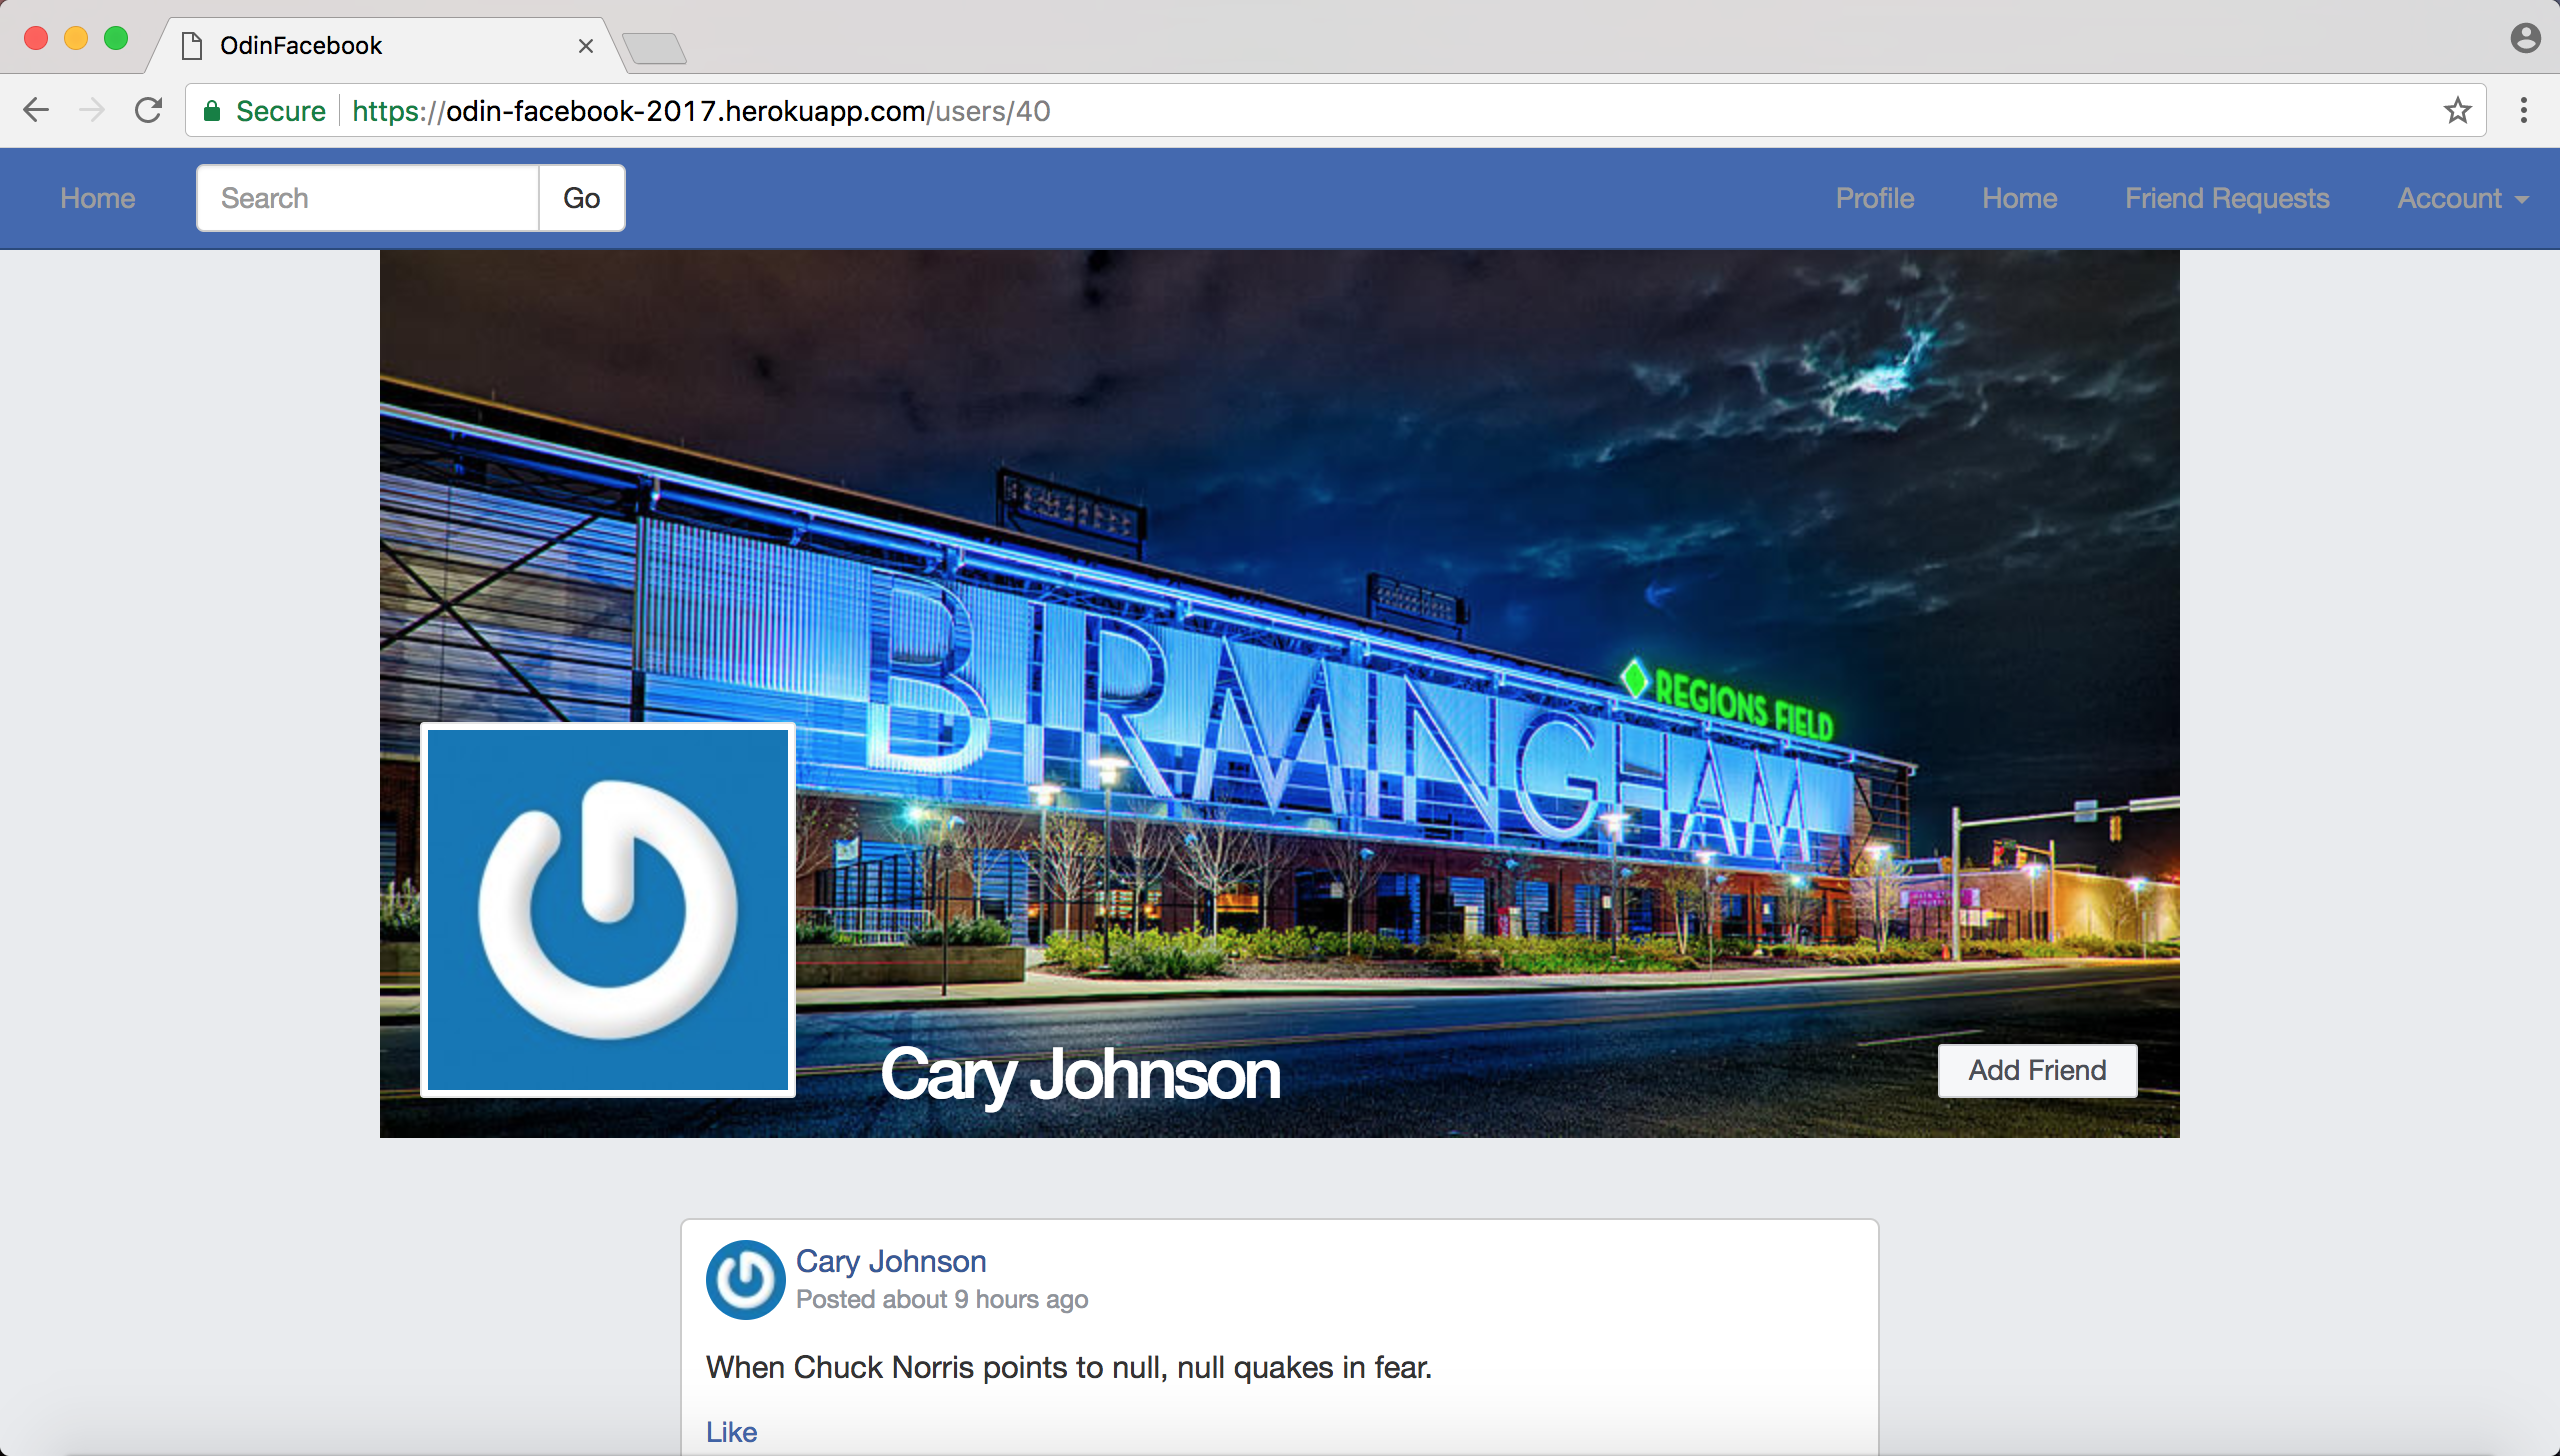 OdinFacebook
Secure https://odin-facebook-2017.herokuapp.com/users/40
Home Search Go Profile Home Friend Requests Account
BIRMINGHAM
REGIONS FIELD
Cary Johnson
Add Friend
Cary Johnson
Posted about 9 hours ago
When Chuck Norris points to null, null quakes in fear.
Like